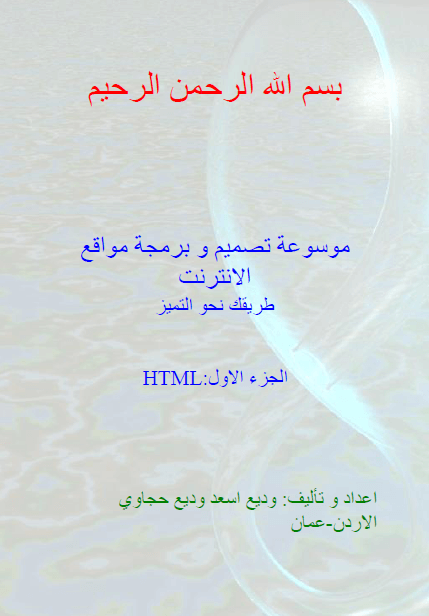 بسم الله الرحمن الرحيم
موسوعة تصميم و برمجة مواقع
الانترنت
طريقك نحو التميز
الجزء الاول:HTML
اعداد و تأليف: وديع اسعد وديع حجاوي
الاردن-عمان